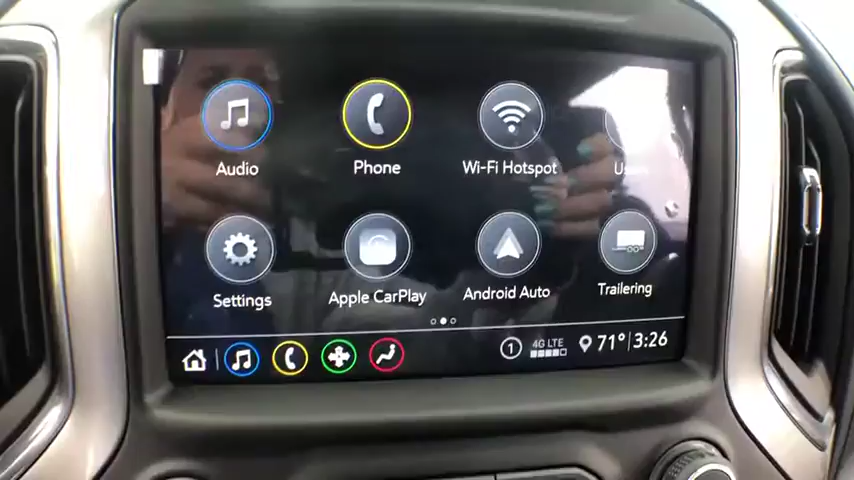 Audio Phone Wi-Fi Hotspot
Settings Apple CarPlay Android Auto Trailering
1 4G LTE 71° 3:26